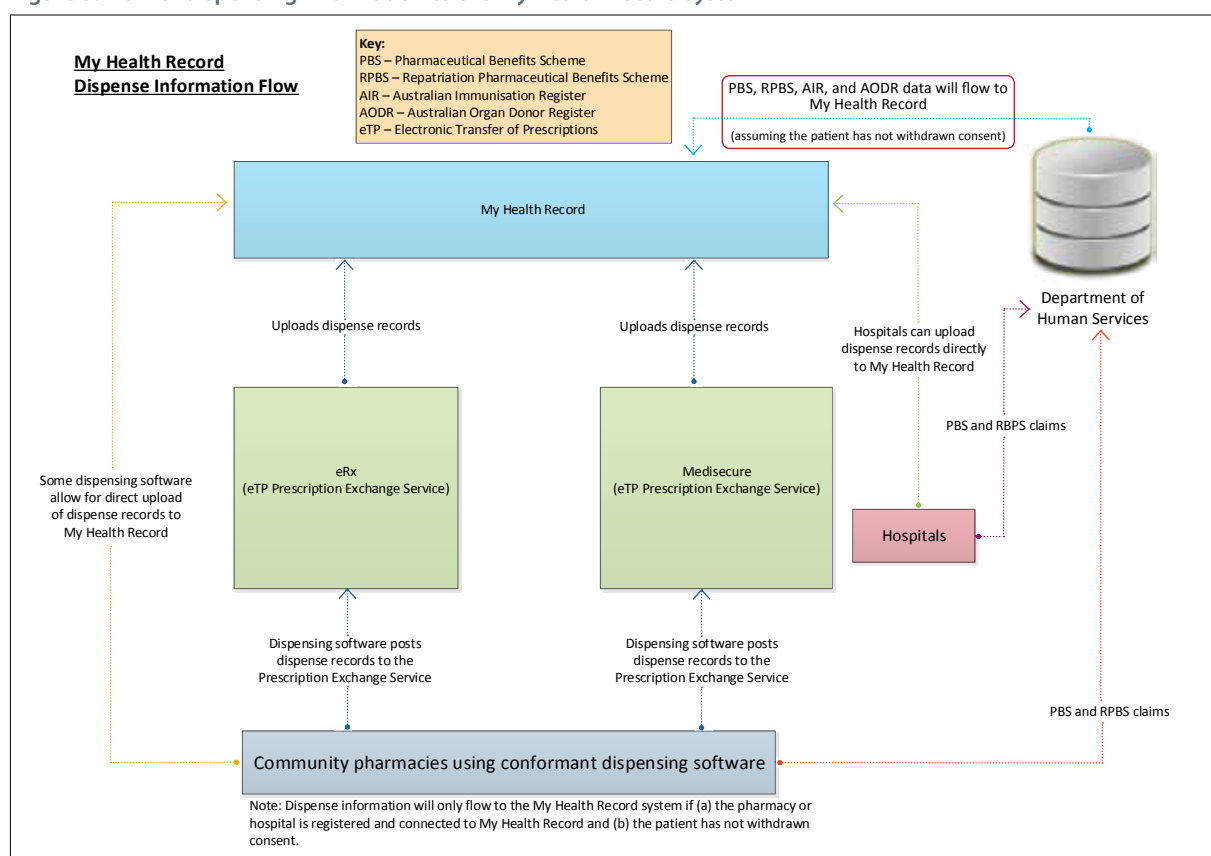 My Health Record
Dispense Information Flow
Key:
PBS – Pharmaceutical Benefits Scheme
RPBS – Repatriation Pharmaceutical Benefits Scheme
AIR – Australian Immunisation Register
AODR – Australian Organ Donor Register
eTP – Electronic Transfer of Prescriptions
PBS, RPBS, AIR, and AODR data will flow to
My Health Record
(assuming the patient has not withdrawn consent)
My Health Record
Department of
Human Services
Uploads dispense records
Uploads dispense records
Hospitals can upload
dispense records directly
to My Health Record
PBS and RBPS claims
eRx
(eTP Prescription Exchange Service)
Medisecure
(eTP Prescription Exchange Service)
Some dispensing software
allow for direct upload
of dispense records to
My Health Record
Hospitals
Dispensing software posts
dispense records to the
Prescription Exchange Service
Dispensing software posts
dispense records to the
Prescription Exchange Service
PBS and RPBS claims
Community pharmacies using conformant dispensing software
Note: Dispense information will only flow to the My Health Record system if (a) the pharmacy or
hospital is registered and connected to My Health Record and (b) the patient has not withdrawn
consent.